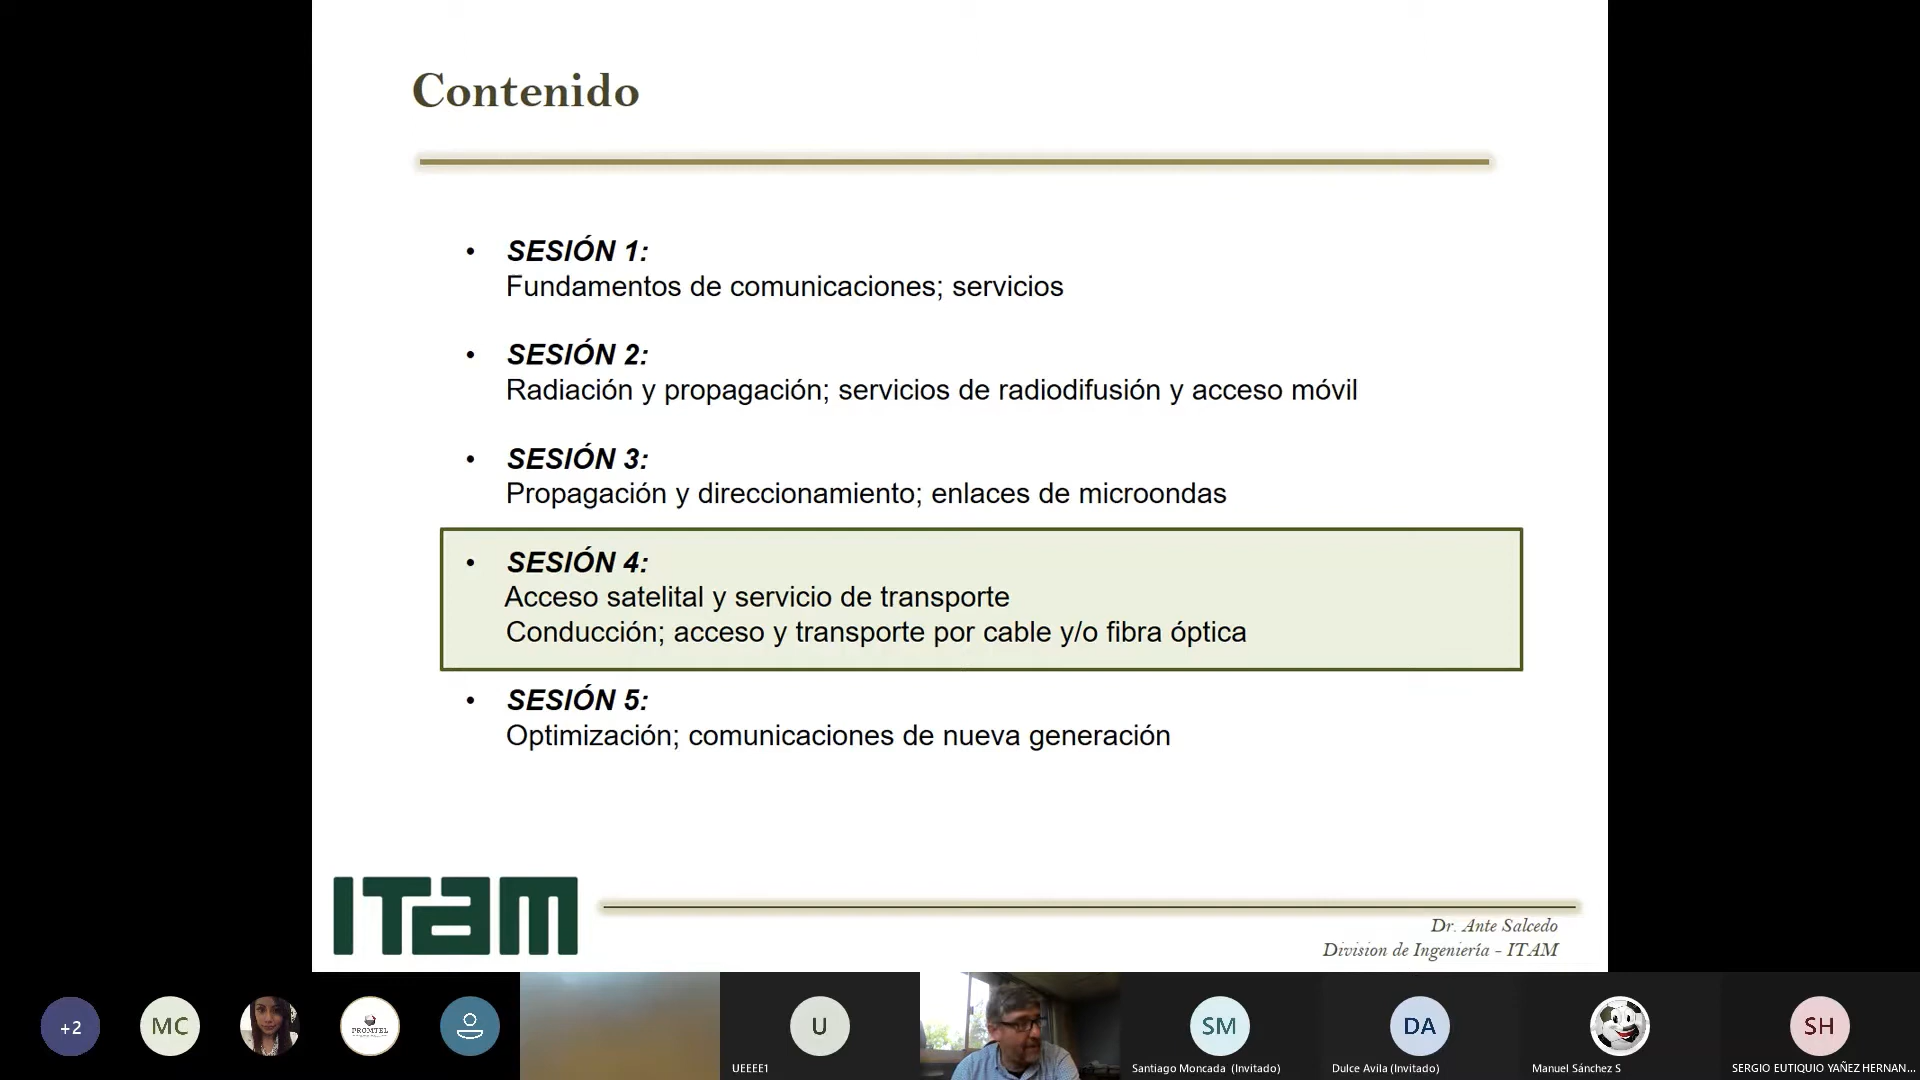 Contenido
• SESIÓN 1:
Fundamentos de comunicaciones; servicios
• SESIÓN 2:
Radiación y propagación; servicios de radiodifusión y acceso móvil
• SESIÓN 3:
Propagación y direccionamiento; enlaces de microondas
• SESIÓN 4:
Acceso satelital y servicio de transporte
Conducción; acceso y transporte por cable y/o fibra óptica
• SESIÓN 5:
Optimización; comunicaciones de nueva generación
ITAM
Dr. Ante Salcedo
Division de Ingeniería - ITAM
+2
MC
PROMTEL
U
SM
DA
SH
UEEEE1
Santiago Moncada (Invitado)
Dulce Avila (Invitado)
Manuel Sánchez S
SERGIO EUTIQUIO YAÑEZ HERNAN...